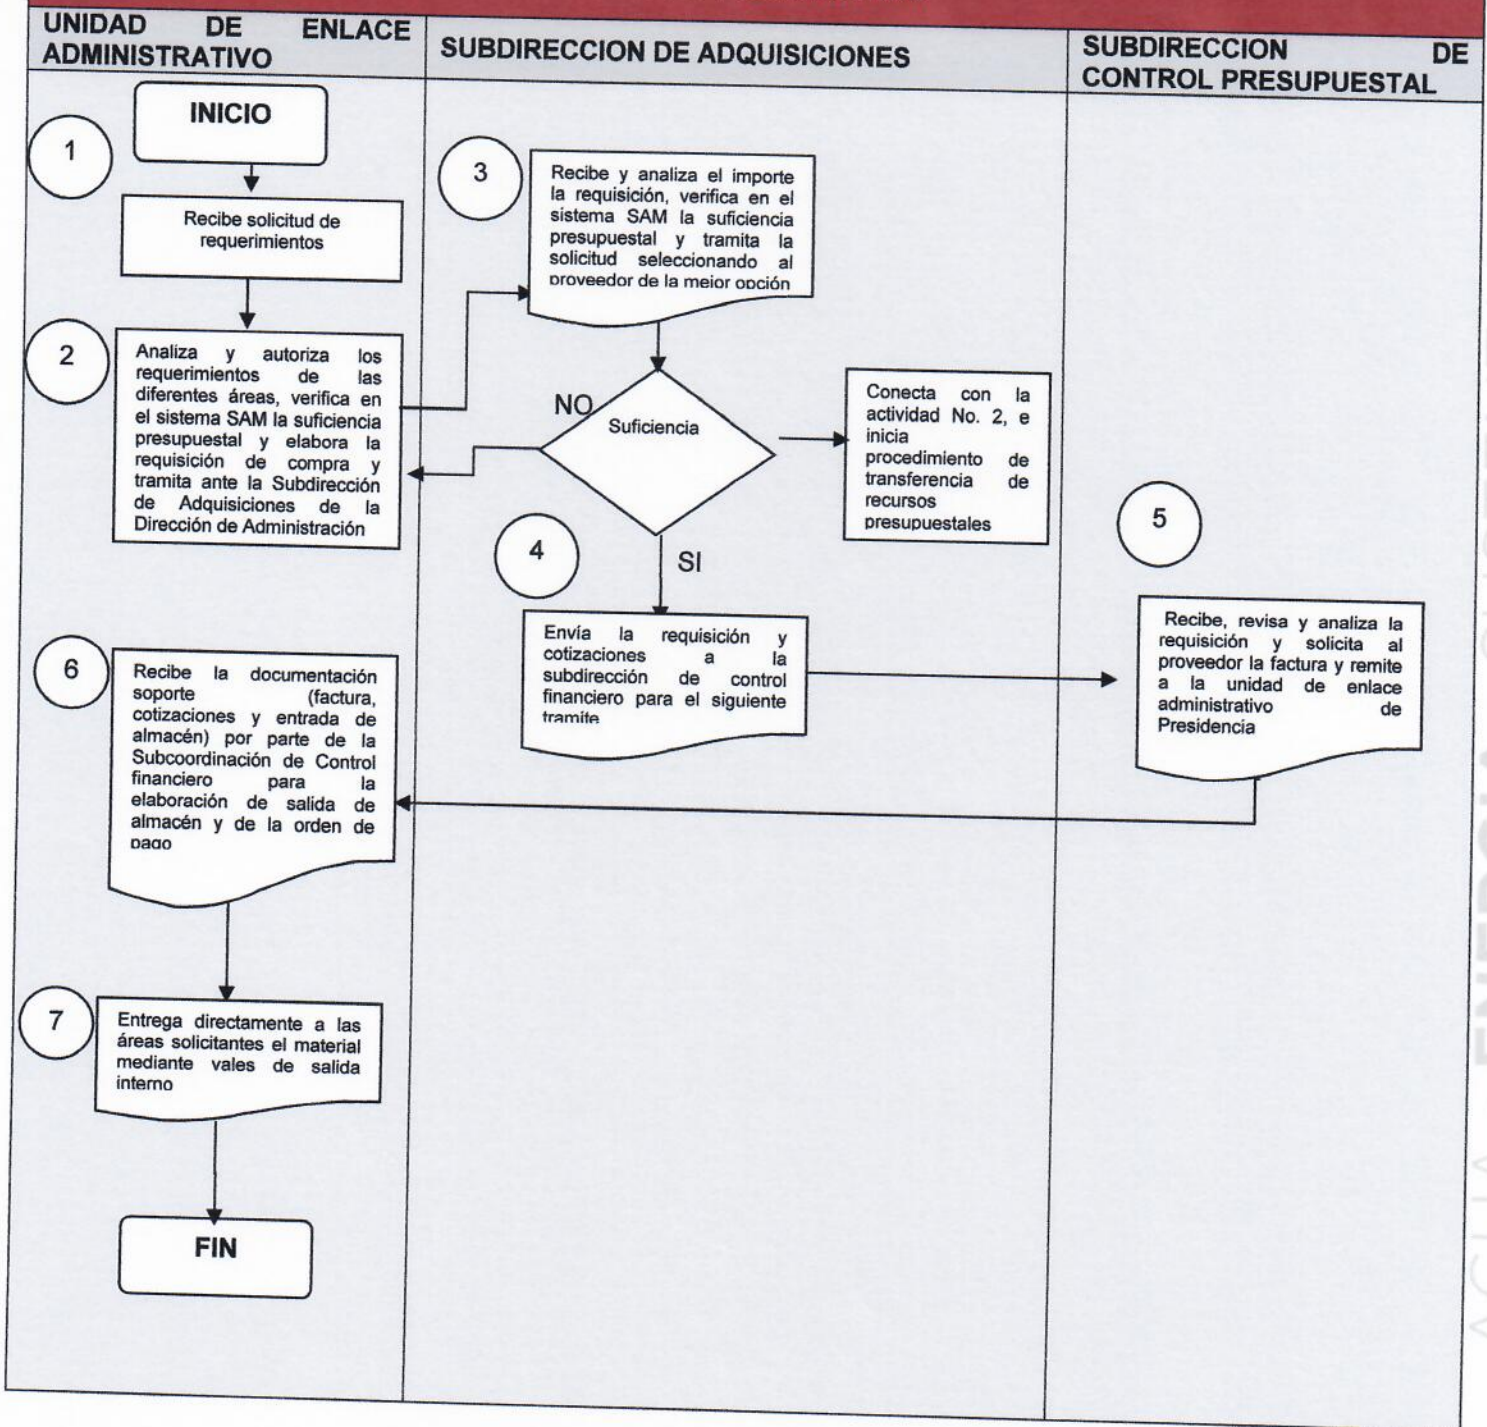 UNIDAD DE ENLACE
ADMINISTRATIVO
SUBDIRECCION DE ADQUISICIONES
SUBDIRECCION DE
CONTROL PRESUPUESTAL
INICIO
1
Recibe solicitud de
requerimientos
2
Analiza y autoriza los
requerimientos de las
diferentes áreas, verifica en
el sistema SAM la suficiencia
presupuestal y elabora la
requisición de compra y
tramita ante la Subdirección
de Adquisiciones de la
Dirección de Administración
3
Recibe y analiza el importe
la requisición, verifica en el
sistema SAM la suficiencia
presupuestal y tramita la
solicitud seleccionando al
proveedor de la mejor opción
NO
Suficiencia
Conecta con la
actividad No. 2, e
inicia
procedimiento de
transferencia de
recursos
presupuestales
SI
4
Envía la requisición y
cotizaciones a la
subdirección de control
financiero para el siguiente
tramite
5
Recibe, revisa y analiza la
requisición y solicita al
proveedor la factura y remite
a la unidad de enlace
administrativo de
Presidencia
6
Recibe la documentación
soporte (factura,
cotizaciones y entrada de
almacén) por parte de la
Subcoordinación de Control
financiero para la
elaboración de salida de
almacén y de la orden de
pago
7
Entrega directamente a las
áreas solicitantes el material
mediante vales de salida
interno
FIN